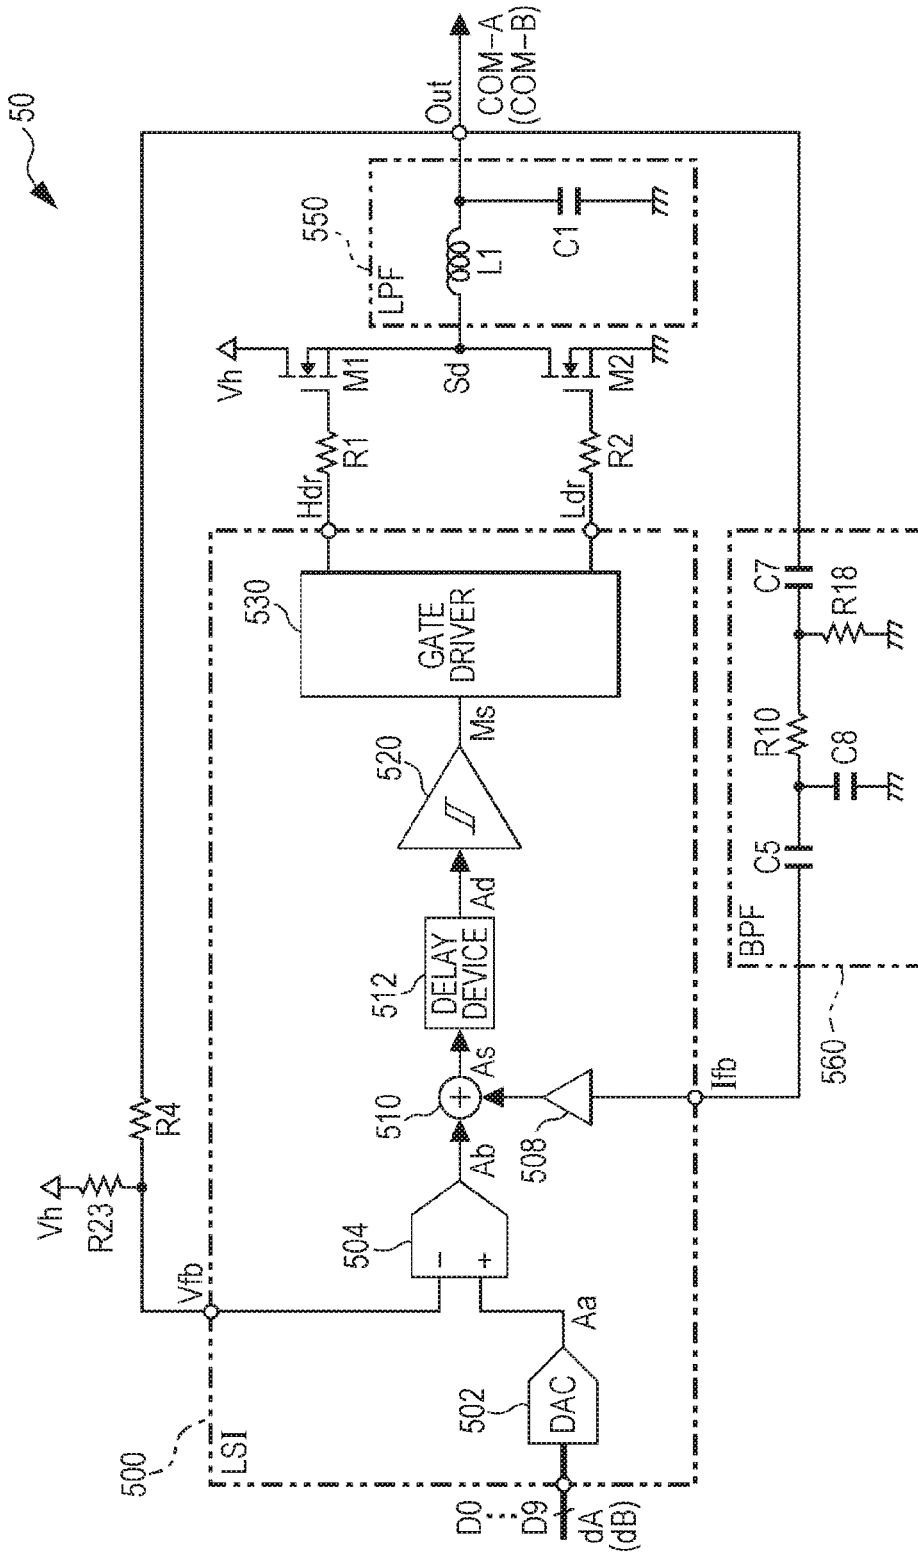 50
COM-A
(COM-B)
Out
550
LPF
L1
C1
Vh
M1
Sd
M2
R1
R2
Hdr
Ldr
530
GATE
DRIVER
520
Ms
Ad
512
DELAY
DEVICE
As
510
508
Ab
504
-
+
Aa
502
DAC
500
LSI
D0
D9
dA
(dB)
Vfb
Vh
R23
R4
Ifb
560
BPF
C5
C8
R10
R18
C7